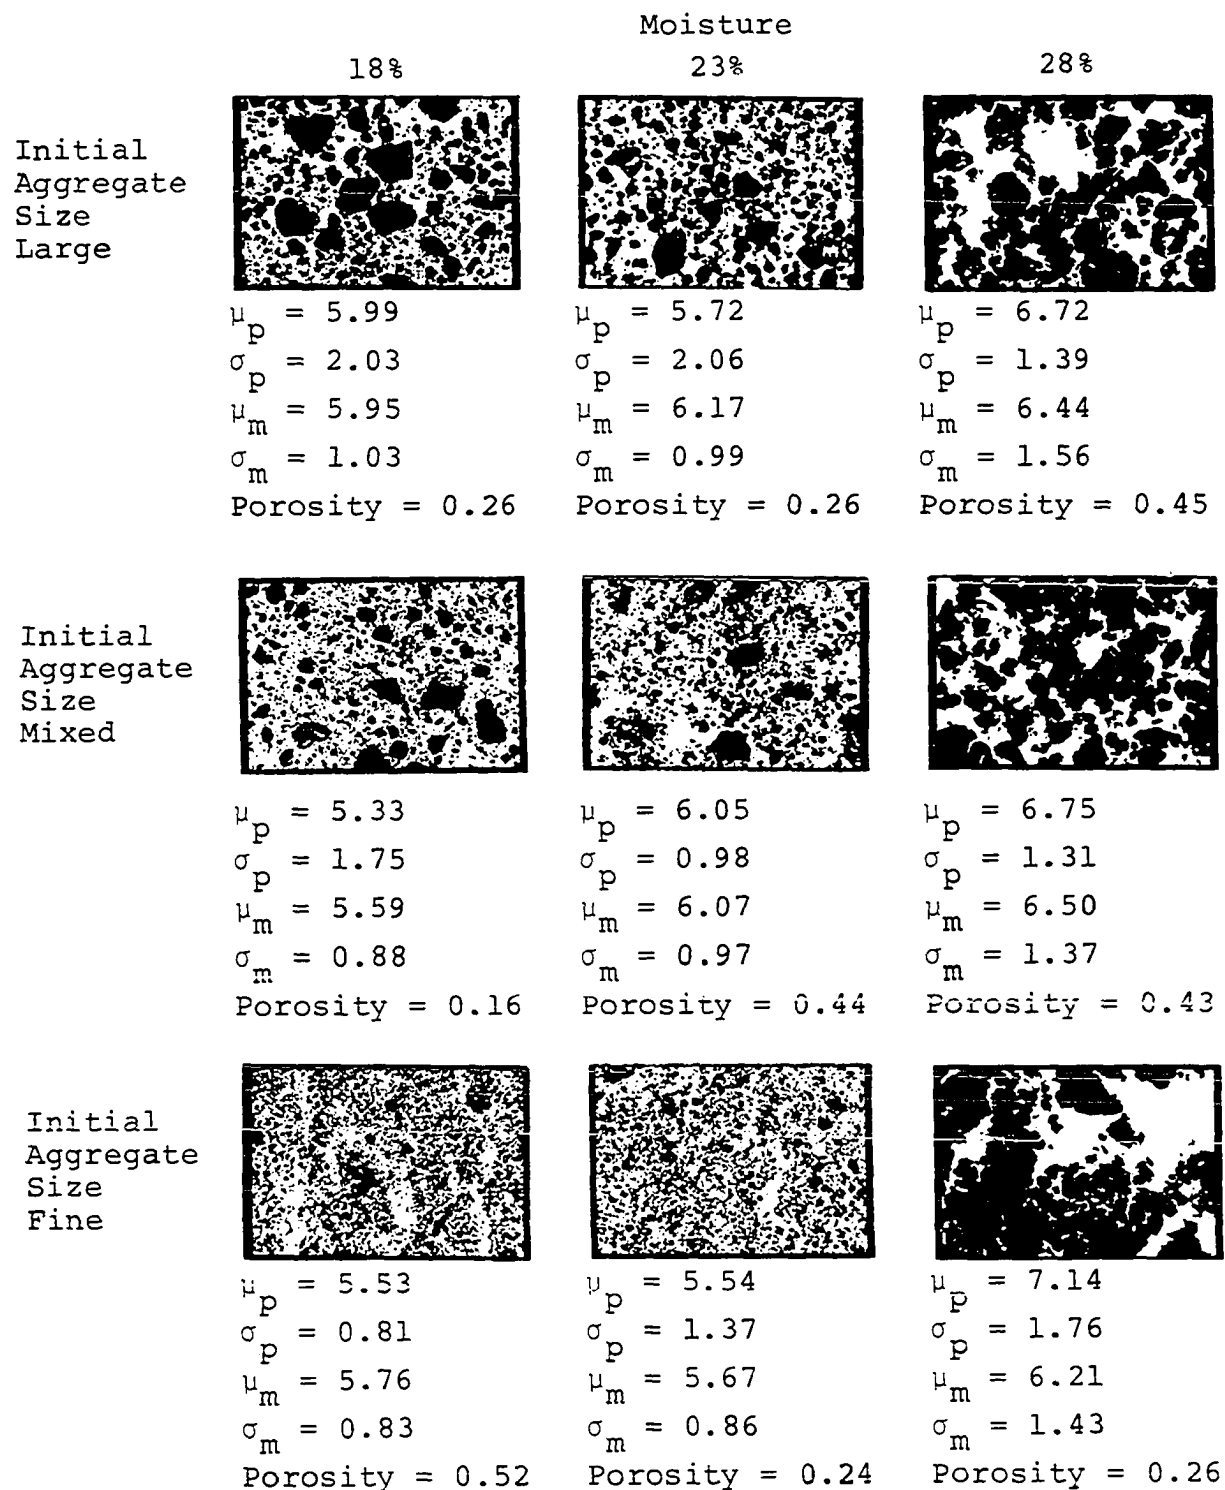 Moisture
18% 23% 28%
Initial
Aggregate
Size
Large
μp = 5.99 μp = 5.72 μp = 6.72
σp = 2.03 σp = 2.06 σp = 1.39
μm = 5.95 μm = 6.17 μm = 6.44
σm = 1.03 σm = 0.99 σm = 1.56
Porosity = 0.26 Porosity = 0.26 Porosity = 0.45
Initial
Aggregate
Size
Mixed
μp = 5.33 μp = 6.05 μp = 6.75
σp = 1.75 σp = 0.98 σp = 1.31
μm = 5.59 μm = 6.07 μm = 6.50
σm = 0.88 σm = 0.97 σm = 1.37
Porosity = 0.16 Porosity = 0.44 Porosity = 0.43
Initial
Aggregate
Size
Fine
μp = 5.53 μp = 5.54 μp = 7.14
σp = 0.81 σp = 1.37 σp = 1.76
μm = 5.76 μm = 5.67 μm = 6.21
σm = 0.83 σm = 0.86 σm = 1.43
Porosity = 0.52 Porosity = 0.24 Porosity = 0.26